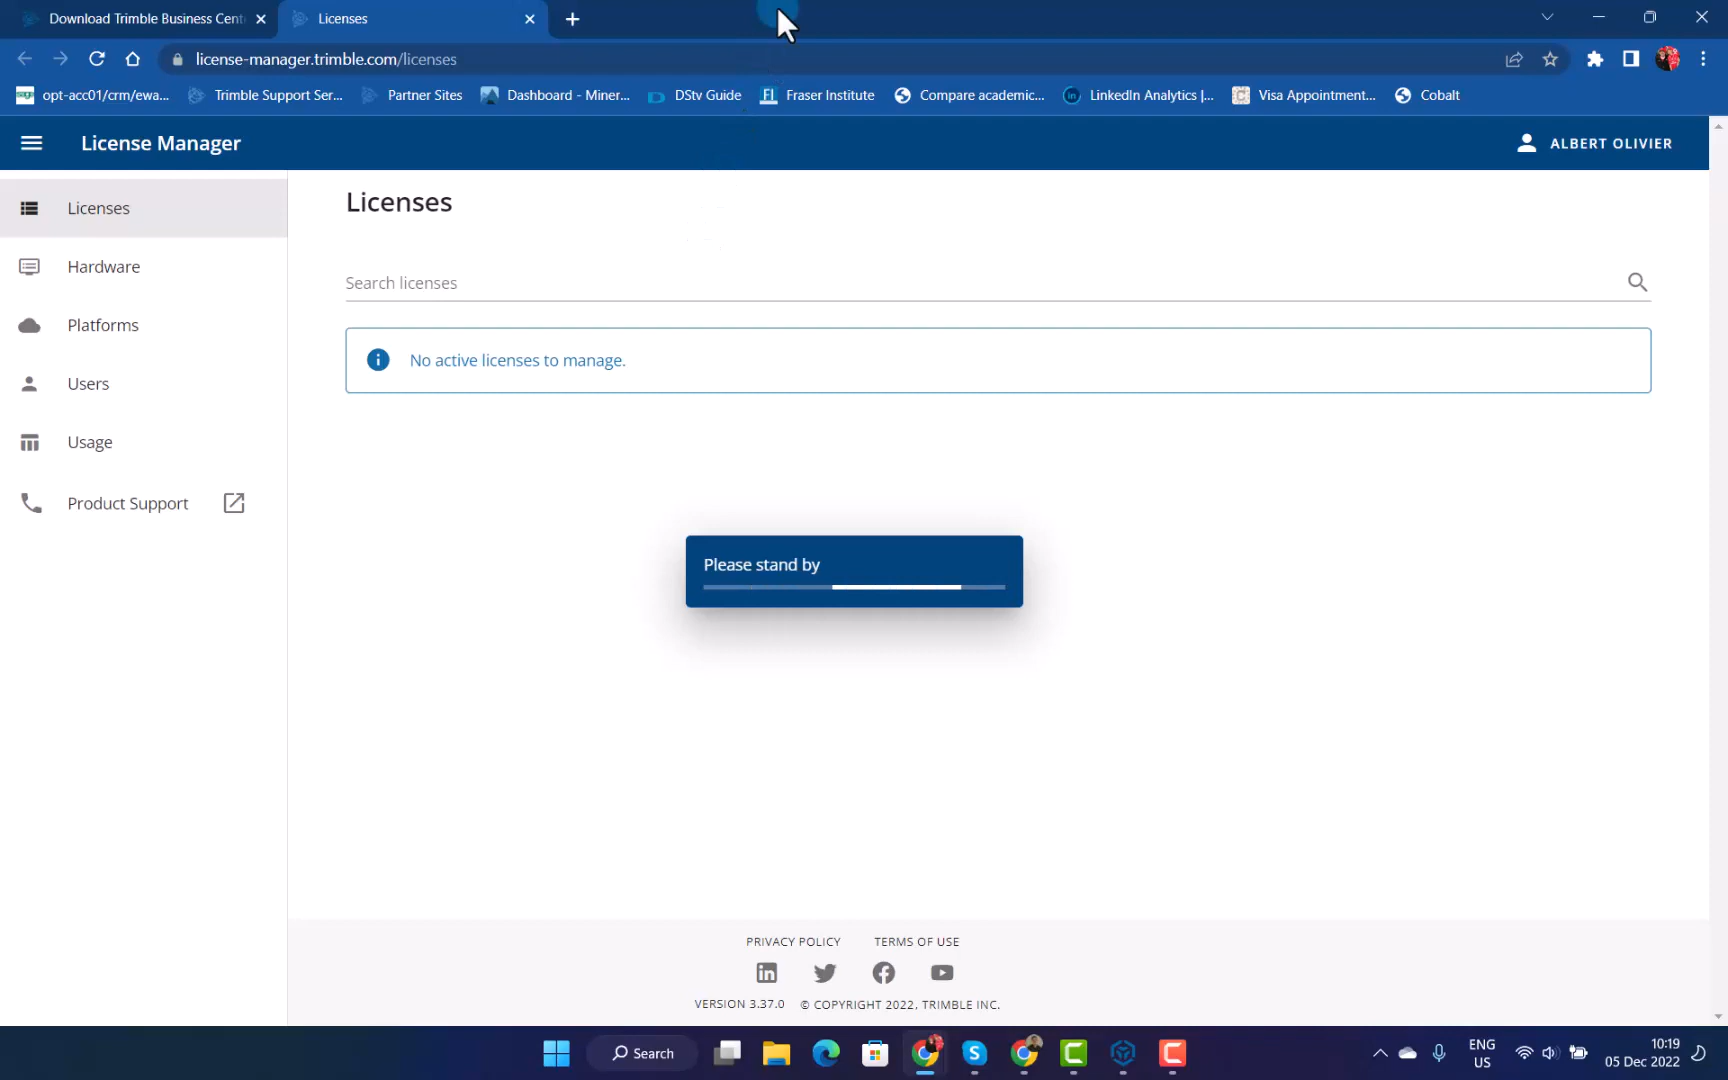 Download Trimble Business Cent
Licenses
license-manager.trimble.com/licenses
opt-acc01/crm/ewa...
Trimble Support Ser...
Partner Sites
Dashboard - Miner...
DStv Guide
FI
Fraser Institute
Compare academic...
in
LinkedIn Analytics |...
Visa Appointment...
Cobalt
License Manager
ALBERT OLIVIER
Licenses
Hardware
Platforms
Users
Usage
Product Support
Licenses
Search licenses
No active licenses to manage.
Please stand by
PRIVACY POLICY TERMS OF USE
VERSION 3.37.0 © COPYRIGHT 2022, TRIMBLE INC.
Search
ENG
US
10:19
05 Dec 2022